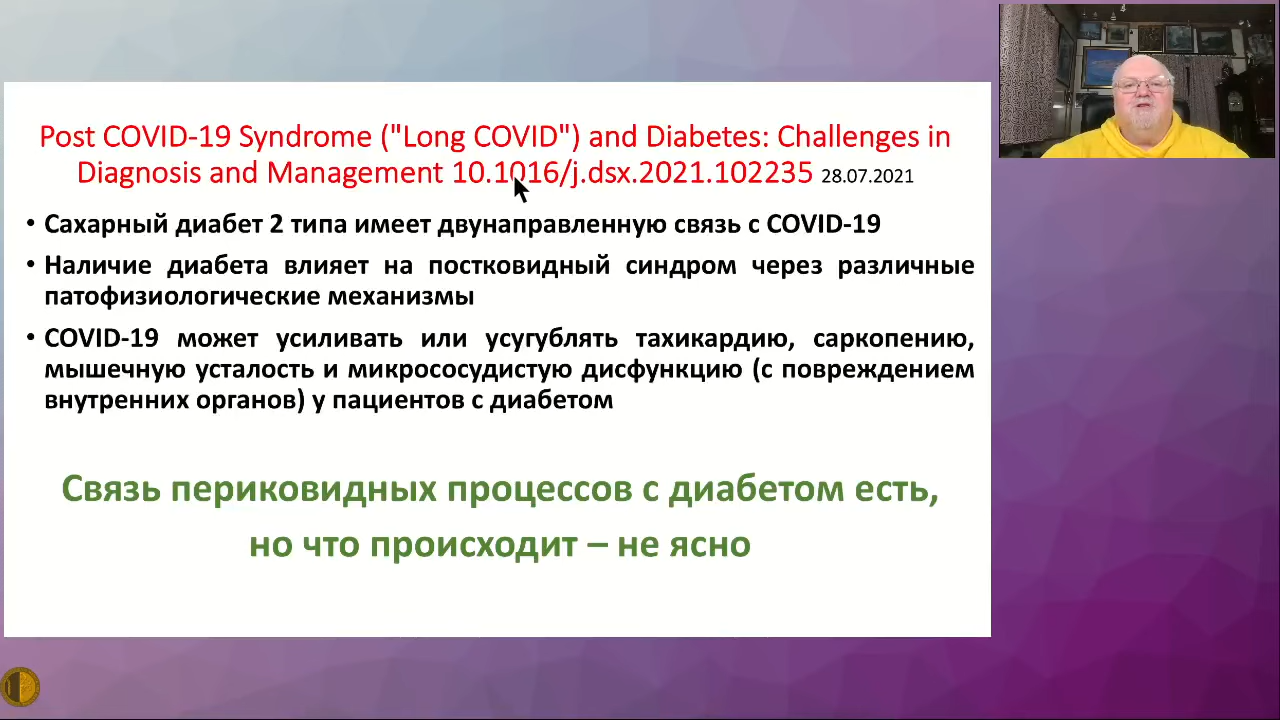 Post COVID-19 Syndrome ("Long COVID") and Diabetes: Challenges in
Diagnosis and Management 10.1016/j.dsx.2021.102235 28.07.2021
• Сахарный диабет 2 типа имеет двунаправленную связь с COVID-19
• Наличие диабета влияет на постковидный синдром через различные
патофизиологические механизмы
• COVID-19 может усиливать или усугублять тахикардию, саркопению,
мышечную усталость и микрососудистую дисфункцию (с повреждением
внутренних органов) у пациентов с диабетом
Связь периковидных процессов с диабетом есть,
но что происходит – не ясно